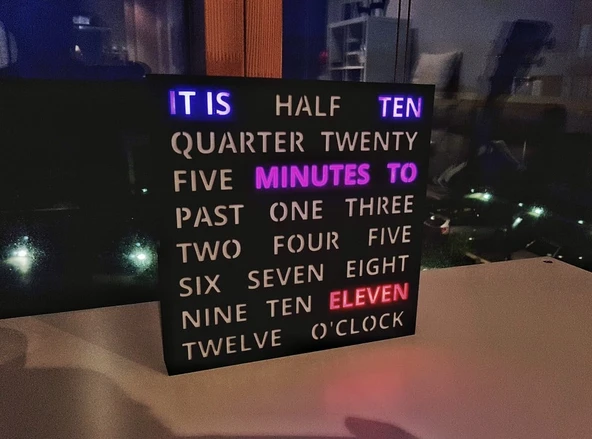 IT IS HALF TEN
QUARTER TWENTY
FIVE MINUTES TO
PAST ONE THREE
TWO FOUR FIVE
SIX SEVEN EIGHT
NINE TEN ELEVEN
TWELVE O'CLOCK